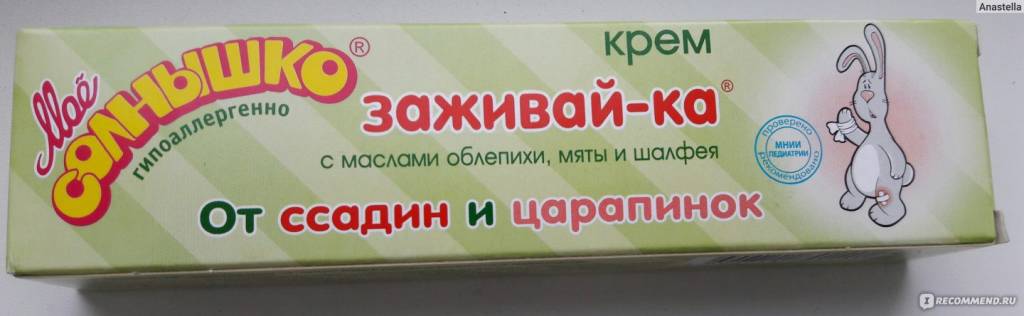 Anastella
Моё
солнышко®
гипоаллергенно
крем
заживай-ка®
с маслами облепихи, мяты и шалфея
От ссадин и царапинок
проверено
МНИИ
ПЕДИАТРИИ
рекомендовано
I RECOMMEND.RU